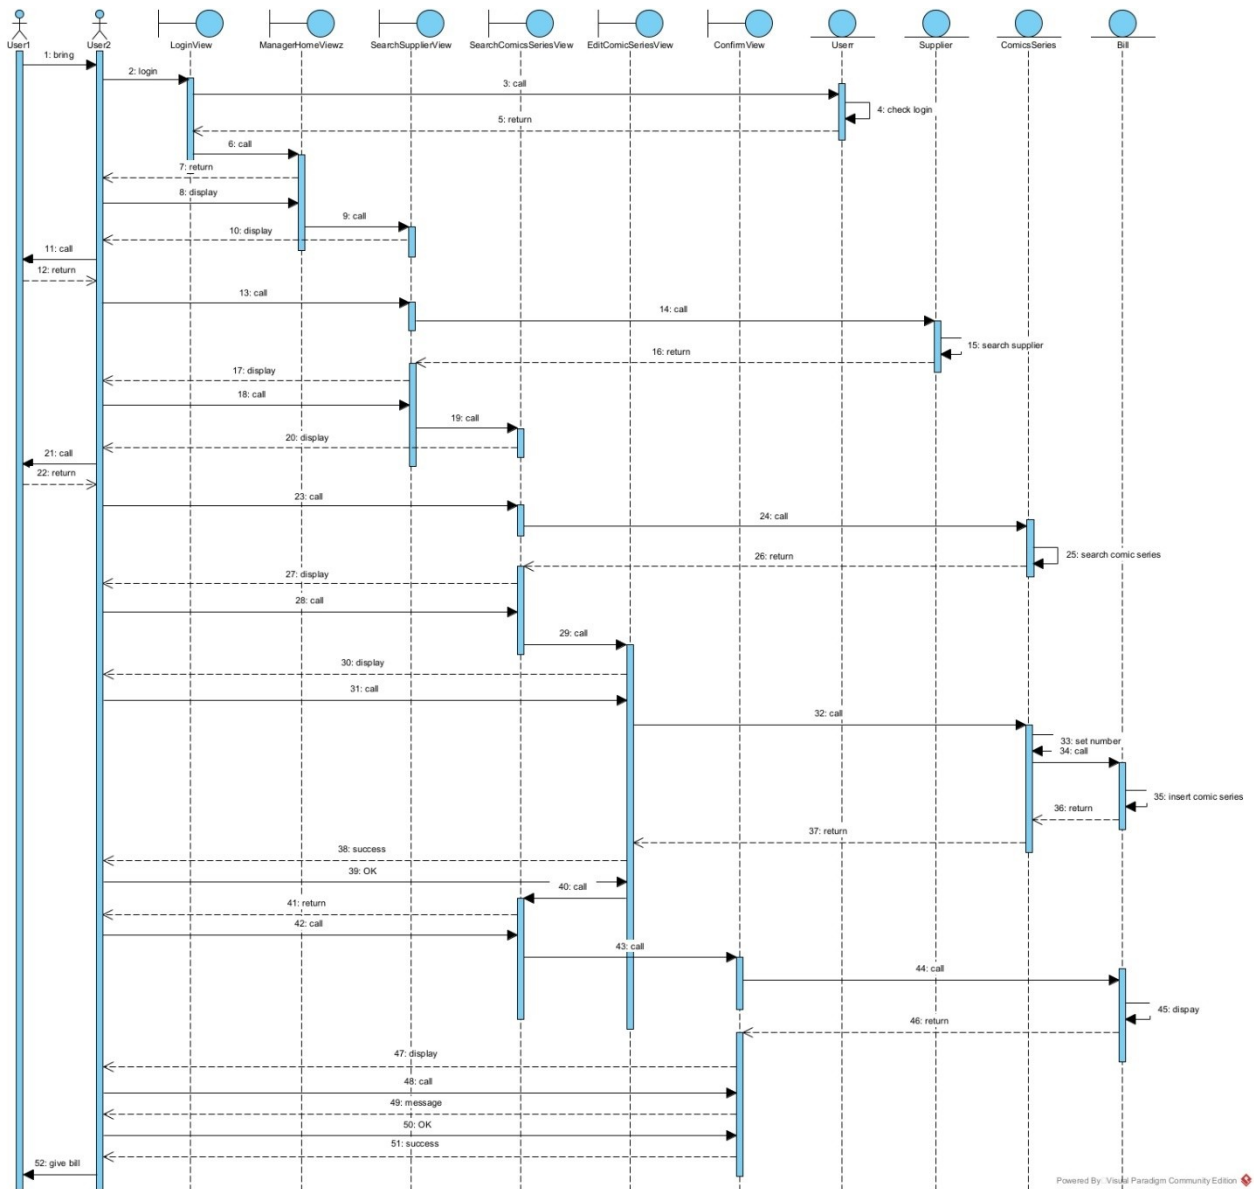 User1 User2 LoginView ManagerHomeViewz SearchSupplierView SearchComicsSeriesView EditComicSeriesView ConfirmView Userr Supplier ComicsSeries Bill
1: bring
2: login
3: call
4: check login
5: return
6: call
7: return
8: display
9: call
10: display
11: call
12: return
13: call
14: call
15: search supplier
16: return
17: display
18: call
19: call
20: display
21: call
22: return
23: call
24: call
25: search comic series
26: return
27: display
28: call
29: call
30: display
31: call
32: call
33: set number
34: call
35: insert comic series
36: return
37: return
38: success
39: OK
40: call
41: return
42: call
43: call
44: call
45: dispay
46: return
47: display
48: call
49: message
50: OK
51: success
52: give bill
Powered By: Visual Paradigm Community Edition